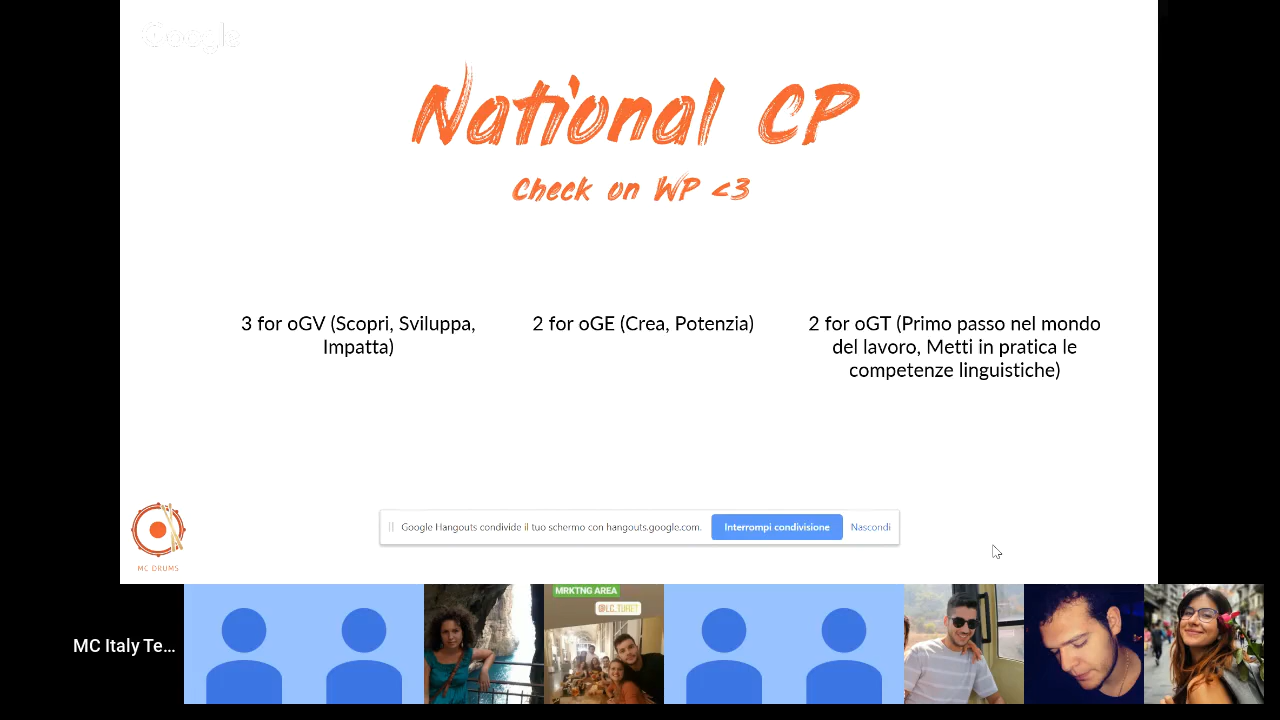 Google
National CP
Check on WP <3
3 for oGV (Scopri, Sviluppa,
Impatta)
2 for oGE (Crea, Potenzia)
2 for oGT (Primo passo nel mondo
del lavoro, Metti in pratica le
competenze linguistiche)
MC DRUMS
Google Hangouts condivide il tuo schermo con hangouts.google.com.
Interrompi condivisione
Nascondi
MC Italy Te...
MRKTNG AREA